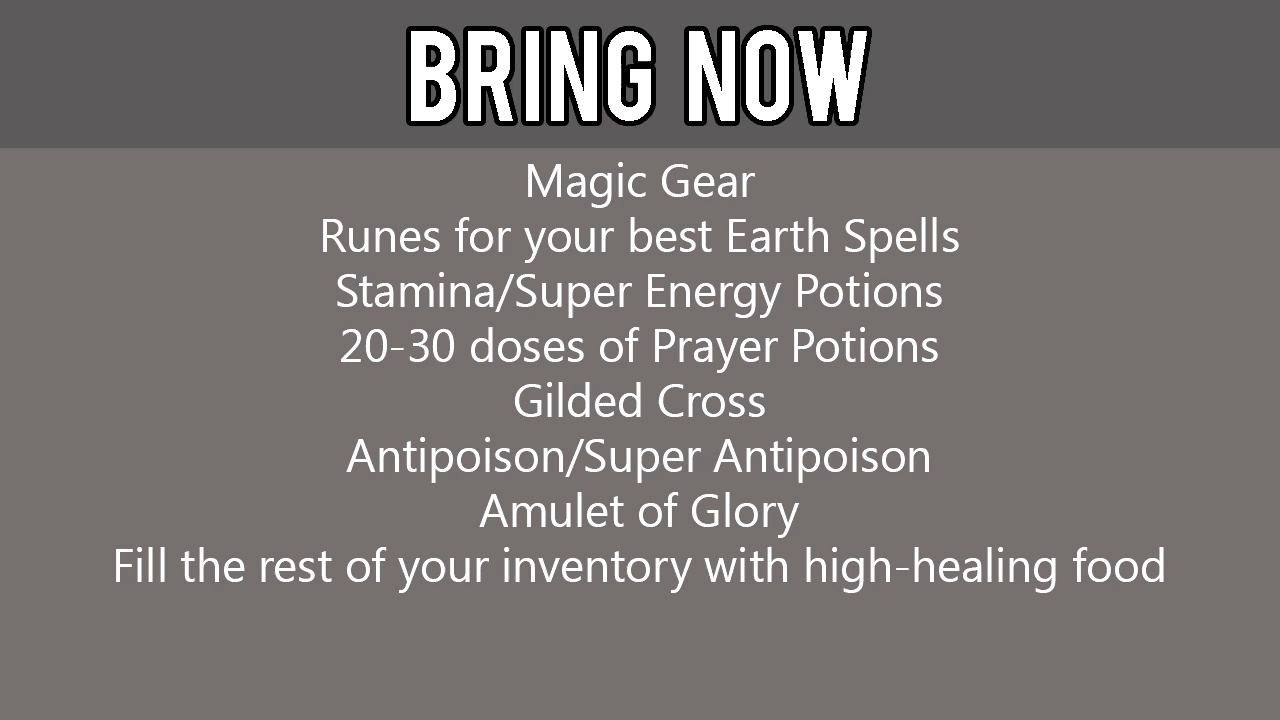 BRING NOW
Magic Gear
Runes for your best Earth Spells
Stamina/Super Energy Potions
20-30 doses of Prayer Potions
Gilded Cross
Antipoison/Super Antipoison
Amulet of Glory
Fill the rest of your inventory with high-healing food